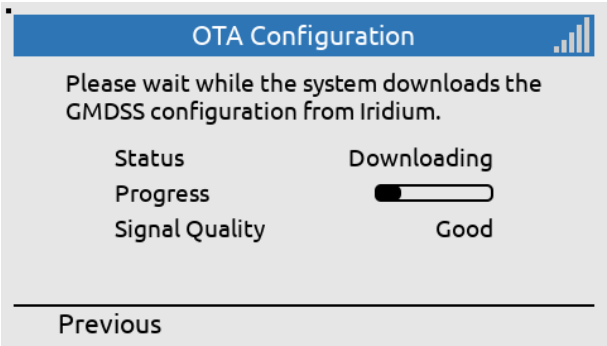 OTA Configuration
Please wait while the system downloads the
GMDSS configuration from Iridium.
Status Downloading
Progress
Signal Quality Good
Previous